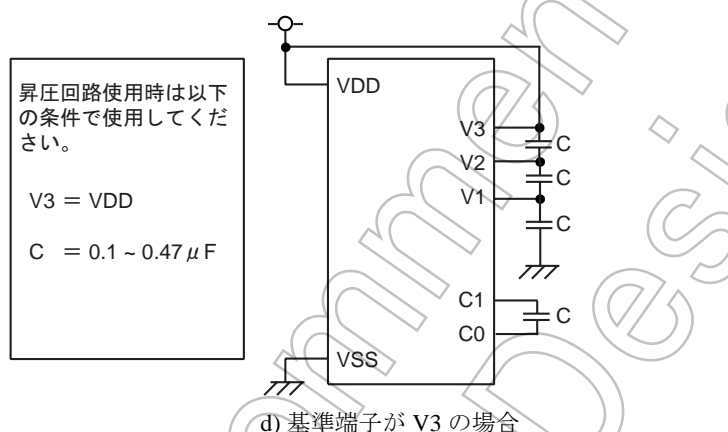 昇圧回路使用時は以下
の条件で使用してくだ
さい。
V3 = VDD
C = 0.1 ~ 0.47 μ F
VDD
V3
C
V2
C
V1
C
C1
C
C0
VSS
d) 基準端子が V3 の場合